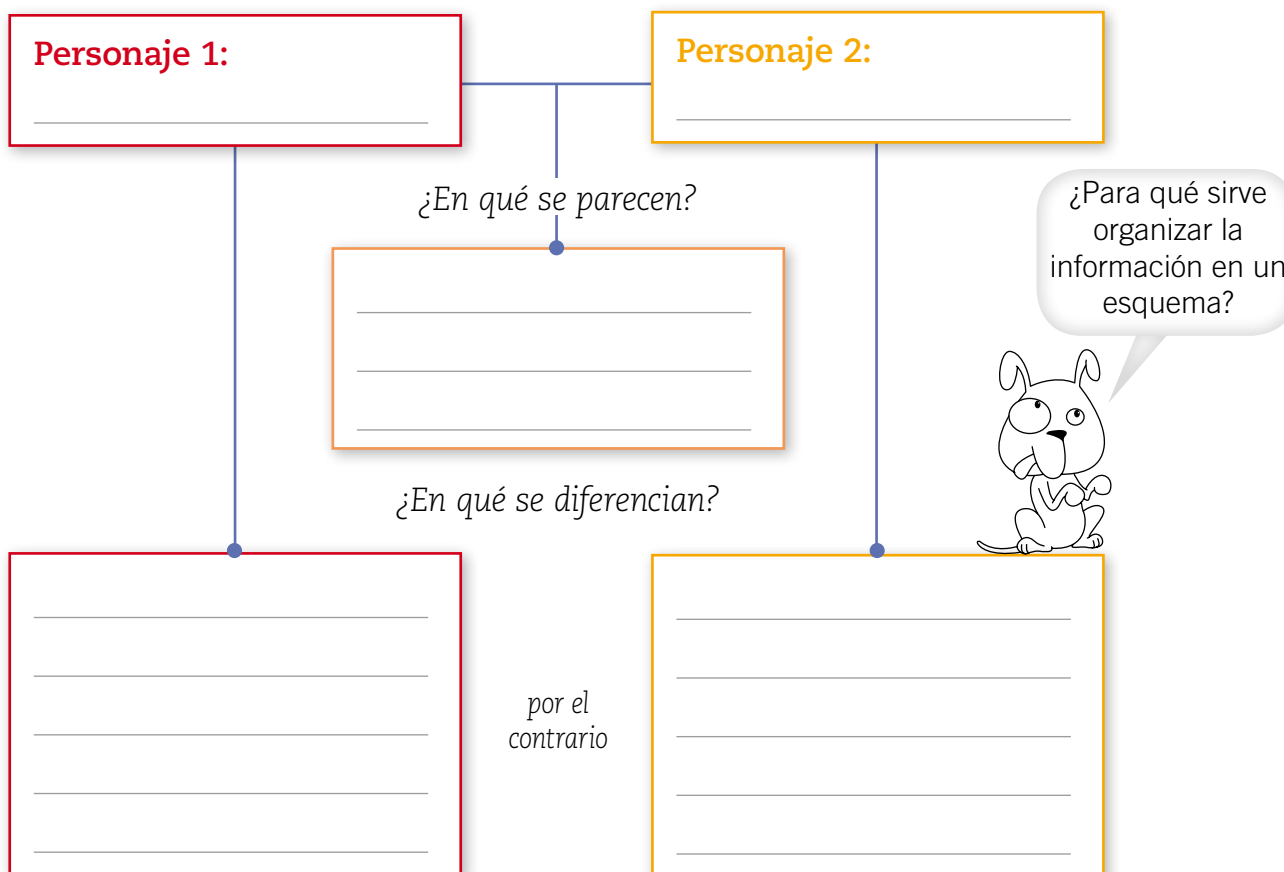 Personaje 1:
Personaje 2:
¿En qué se parecen?
¿Para qué sirve
organizar la
información en un
esquema?
¿En qué se diferencian?
por el
contrario